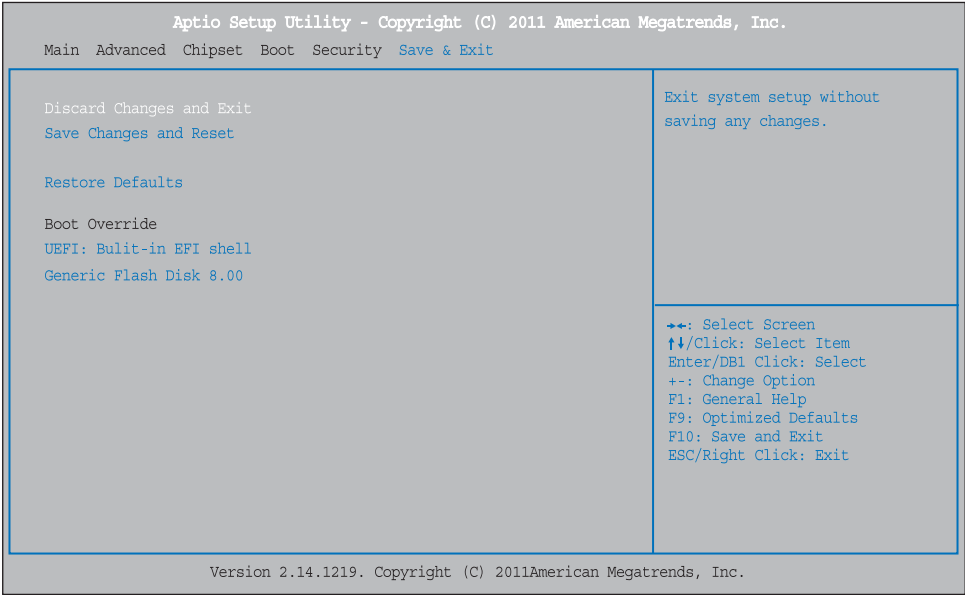 Aptio Setup Utility - Copyright (C) 2011 American Megatrends, Inc.
Main Advanced Chipset Boot Security Save & Exit
Discard Changes and Exit
Save Changes and Reset
Restore Defaults
Boot Override
UEFI: Bulit-in EFI shell
Generic Flash Disk 8.00
Exit system setup without
saving any changes.
→←: Select Screen
↑↓/Click: Select Item
Enter/DB1 Click: Select
+-: Change Option
F1: General Help
F9: Optimized Defaults
F10: Save and Exit
ESC/Right Click: Exit
Version 2.14.1219. Copyright (C) 2011American Megatrends, Inc.